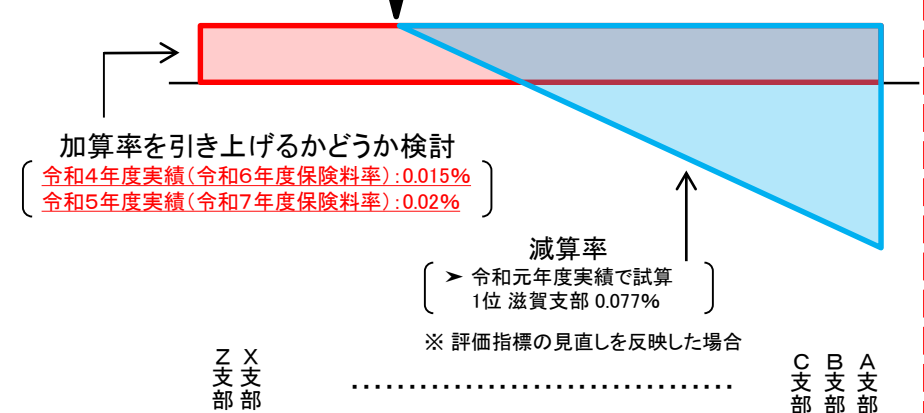 加算率を引き上げるかどうか検討
令和4年度実績(令和6年度保険料率):0.015%
令和5年度実績(令和7年度保険料率):0.02%
減算率
➤ 令和元年度実績で試算
1位 滋賀支部 0.077%
※ 評価指標の見直しを反映した場合
Z支部
X支部
‥‥‥‥‥‥‥‥‥‥‥‥‥‥‥‥
C支部
B支部
A支部